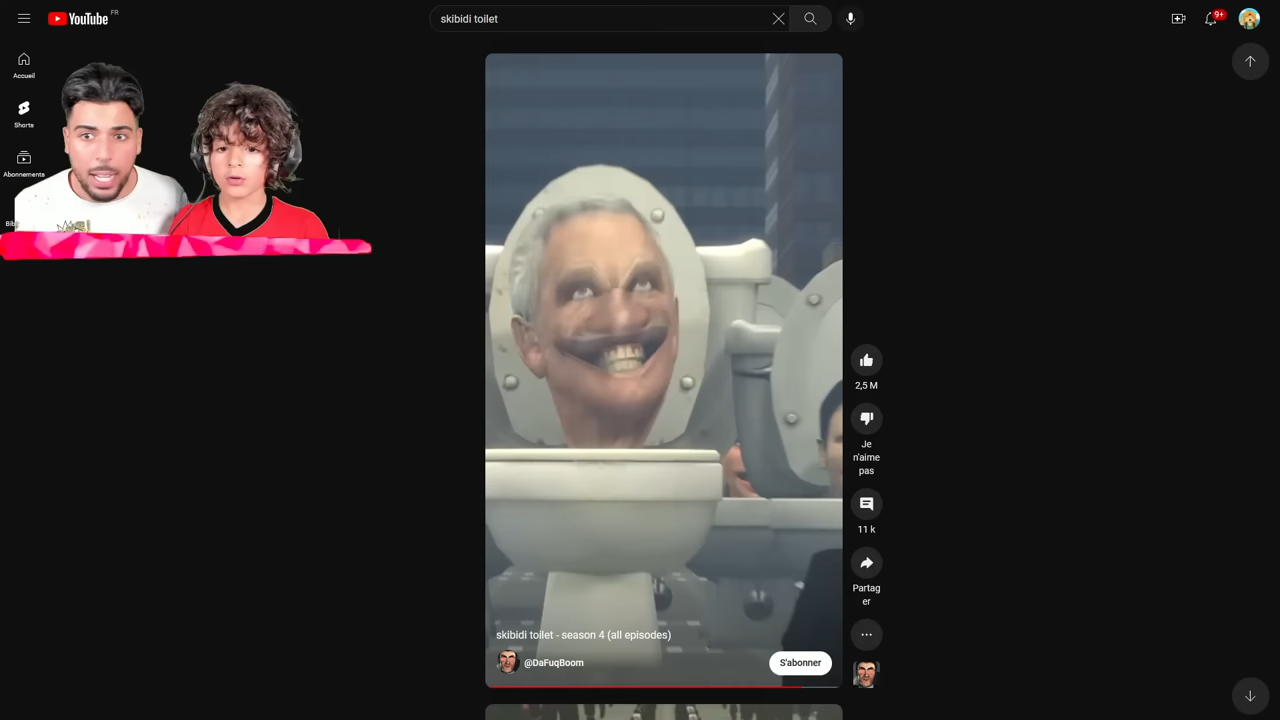 YouTube FR
skibidi toilet
9+
Accueil
Shorts
Abonnements
2,5 M
Je
n'aime
pas
11 k
Partag
er
skibidi toilet - season 4 (all episodes)
@DaFuqBoom
S'abonner